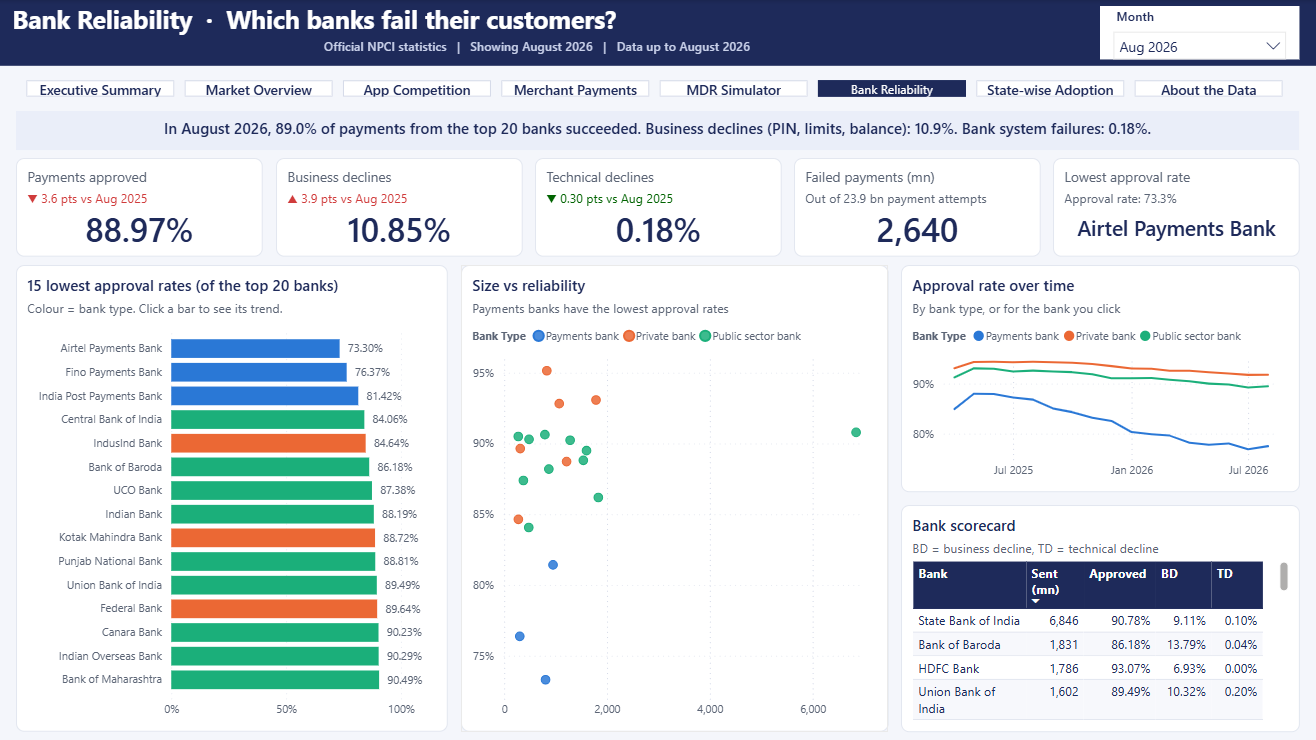 Bank Reliability · Which banks fail their customers?
Official NPCI statistics | Showing August 2026 | Data up to August 2026
Month
Aug 2026
Executive Summary
Market Overview
App Competition
Merchant Payments
MDR Simulator
Bank Reliability
State-wise Adoption
About the Data
In August 2026, 89.0% of payments from the top 20 banks succeeded. Business declines (PIN, limits, balance): 10.9%. Bank system failures: 0.18%.
Payments approved
▼ 3.6 pts vs Aug 2025
88.97%
Business declines
▲ 3.9 pts vs Aug 2025
10.85%
Technical declines
▼ 0.30 pts vs Aug 2025
0.18%
Failed payments (mn)
Out of 23.9 bn payment attempts
2,640
Lowest approval rate
Approval rate: 73.3%
Airtel Payments Bank
15 lowest approval rates (of the top 20 banks)
Colour = bank type. Click a bar to see its trend.
Airtel Payments Bank 73.30%
Fino Payments Bank 76.37%
India Post Payments Bank 81.42%
Central Bank of India 84.06%
IndusInd Bank 84.64%
Bank of Baroda 86.18%
UCO Bank 87.38%
Indian Bank 88.19%
Kotak Mahindra Bank 88.72%
Punjab National Bank 88.81%
Union Bank of India 89.49%
Federal Bank 89.64%
Canara Bank 90.23%
Indian Overseas Bank 90.29%
Bank of Maharashtra 90.49%
0% 50% 100%
Size vs reliability
Payments banks have the lowest approval rates
Bank Type Payments bank Private bank Public sector bank
95%
90%
85%
80%
75%
0 2,000 4,000 6,000
Approval rate over time
By bank type, or for the bank you click
Bank Type Payments bank Private bank Public sector bank
90%
80%
Jul 2025 Jan 2026 Jul 2026
Bank scorecard
BD = business decline, TD = technical decline
Bank Sent (mn) Approved BD TD
State Bank of India 6,846 90.78% 9.11% 0.10%
Bank of Baroda 1,831 86.18% 13.79% 0.04%
HDFC Bank 1,786 93.07% 6.93% 0.00%
Union Bank of India 1,602 89.49% 10.32% 0.20%